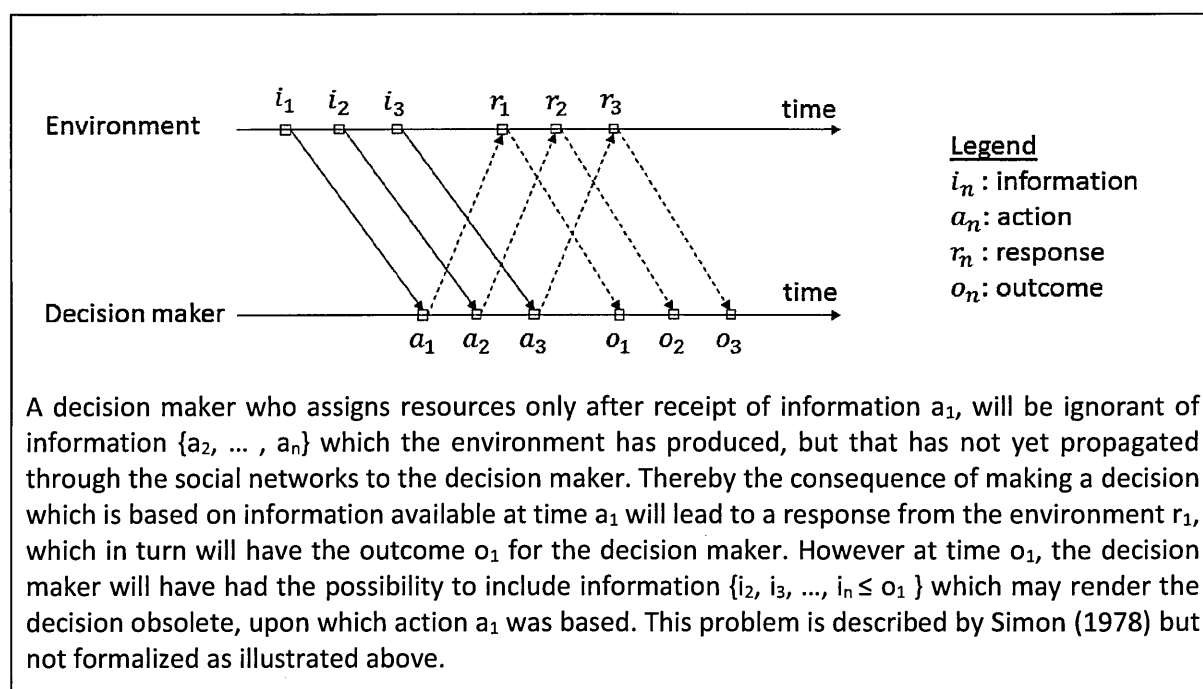 i₁ i₂ i₃ r₁ r₂ r₃
time
Environment
Legend
iₙ : information
aₙ: action
rₙ : response
oₙ: outcome
time
Decision maker
a₁ a₂ a₃ o₁ o₂ o₃
A decision maker who assigns resources only after receipt of information a₁, will be ignorant of
information {a₂, ... , aₙ} which the environment has produced, but that has not yet propagated
through the social networks to the decision maker. Thereby the consequence of making a decision
which is based on information available at time a₁ will lead to a response from the environment r₁,
which in turn will have the outcome o₁ for the decision maker. However at time o₁, the decision
maker will have had the possibility to include information {i₂, i₃, ..., iₙ ≤ o₁ } which may render the
decision obsolete, upon which action a₁ was based. This problem is described by Simon (1978) but
not formalized as illustrated above.